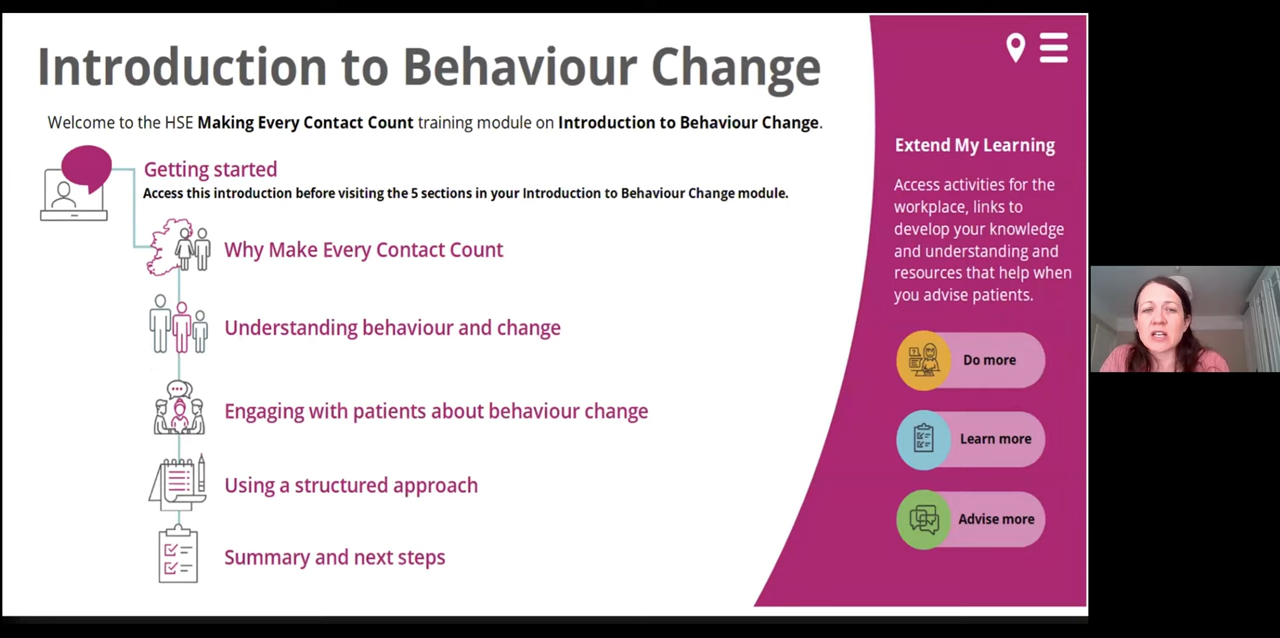 Introduction to Behaviour Change
Welcome to the HSE Making Every Contact Count training module on Introduction to Behaviour Change.
Getting started
Access this introduction before visiting the 5 sections in your Introduction to Behaviour Change module.
Why Make Every Contact Count
Understanding behaviour and change
Engaging with patients about behaviour change
Using a structured approach
Summary and next steps
Extend My Learning
Access activities for the
workplace, links to
develop your knowledge
and understanding and
resources that help when
you advise patients.
Do more
Learn more
Advise more